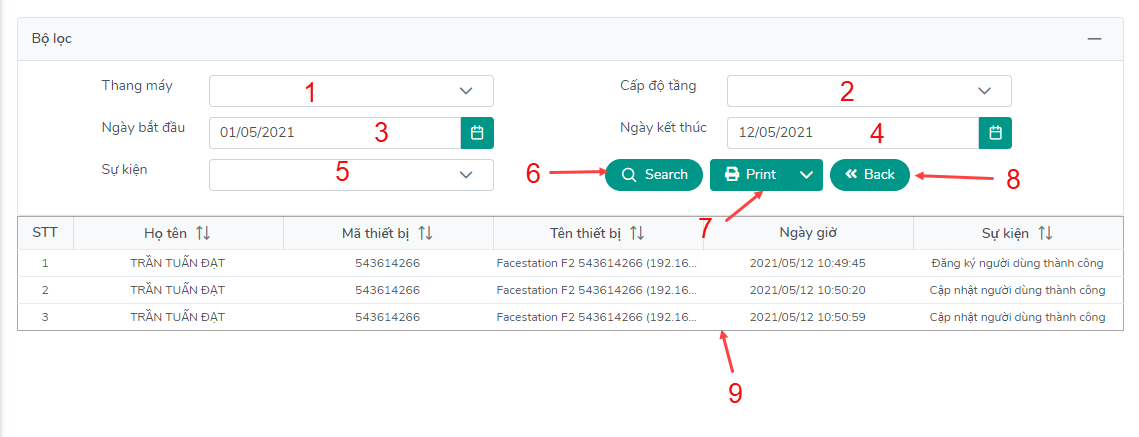 Bộ lọc
Thang máy 1 Cấp độ tầng 2
Ngày bắt đầu 01/05/2021 3 Ngày kết thúc 12/05/2021 4
Sự kiện 5 6 Search Print Back 8
7
STT Họ tên Mã thiết bị Tên thiết bị Ngày giờ Sự kiện
1 TRẦN TUẤN ĐẠT 543614266 Facestation F2 543614266 (192.16... 2021/05/12 10:49:45 Đăng ký người dùng thành công
2 TRẦN TUẤN ĐẠT 543614266 Facestation F2 543614266 (192.16... 2021/05/12 10:50:20 Cập nhật người dùng thành công
3 TRẦN TUẤN ĐẠT 543614266 Facestation F2 543614266 (192.16... 2021/05/12 10:50:59 Cập nhật người dùng thành công
9